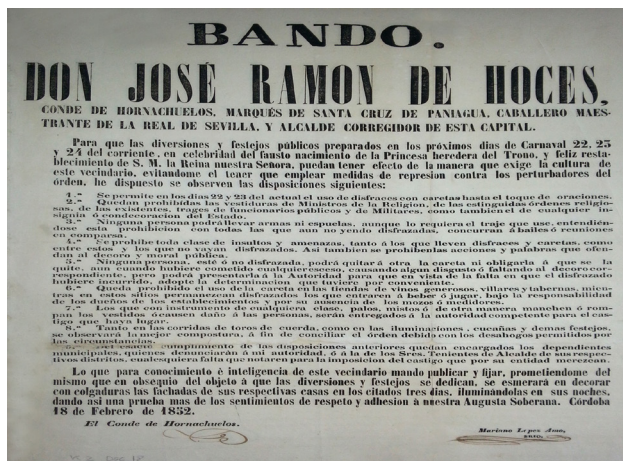 BANDO.
DON JOSÉ RAMON DE HOCES,
CONDE DE HORNACHUELOS, MARQUÉS DE SANTA CRUZ DE PANIAGUA, CABALLERO MAES-
TRANTE DE LA REAL DE SEVILLA, Y ALCALDE CORREGIDOR DE ESTA CAPITAL.
Para que las diversiones y festejos públicos preparados en los próximos dias de Carnaval 22, 23
y 24 del corriente, en celebridad del fausto nacimiento de la Princesa heredera del Trono, y feliz resta-
blecimiento de S. M. la Reina nuestra Señora, puedan tener efecto de la manera que exige la cultura de
este vecindario, evitandome el tener que emplear medidas de represion contra los perturbadores del
órden, he dispuesto se observen las disposiciones siguientes:
1.ª Se permite en los dias 22 y 23 del actual el uso de disfraces con caretas hasta el toque de oraciones.
2.ª Quedan prohibidas las vestiduras de Ministros de la Religion, de las estinguidas órdenes religio-
sas, de las existentes, trages de funcionarios públicos y de Militares, como tambien el de cualquier in-
signia ó condecoracion del Estado.
3.ª Ninguna persona podrá llevar armas ni espuelas, aunque lo requiera el traje que use, entendien-
dose esta prohibicion con todas las que aun no yendo disfrazadas, concurran á bailes ó reuniones
en comparsa.
4.ª Se prohibe toda clase de insultos y amenazas, tanto á los que lleven disfraces y caretas, como
entre estos y los que no vayan disfrazados. Asi tambien se prohiben las acciones y palabras que ofen-
dan al decoro y moral pública.
5.ª Ninguna persona, esté ó no disfrazada, podrá quitar á otra la careta ni obligarla á que se la
quite, aun cuando hubiere cometido cualquier esceso, causando algun disgusto ó faltando al decoro cor-
respondiente, pero podrá presentarla á la Autoridad para que en vista de la falta en que el disfrazado
hubiere incurrido, adopte la determinacion que tuviere por conveniente.
6.ª Queda prohibido el uso de la careta en las tiendas de vinos generosos, villares y tabernas, mien-
tras en estos sitios permanezcan disfrazados los que entraren á beber ó jugar, bajo la responsabilidad
de los dueños de los establecimientos y por su ausencia de los mozos ó medidores.
7.ª Los que con instrumento de cualquiera clase, palos, mistos ó de otra manera manchen ó rom-
pan los vestidos ó causen daño á las personas, serán entregados á la autoridad competente para el cas-
tigo que haya lugar.
8.ª Tanto en las corridas de toros de cuerda, como en las iluminaciones, cucañas y demas festejos,
se observará la mejor compostura, á fin de conciliar el órden debido con los desahogos permitidos por
las circunstancias.
9.ª Del esacto cumplimiento de las disposiciones anteriores quedan encargados los dependientes
municipales, quienes denunciarán á mi autoridad, ó á la de los Sres. Tenientes de Alcalde de sus respec-
tivos distritos, cualesquiera falta que notaren para la imposicion del castigo que por su entidad merezcan.
Lo que para conocimiento é inteligencia de este vecindario mando publicar y fijar, prometiendome del
mismo que en obsequio del objeto á que las diversiones y festejos se dedican, se esmerará en decorar
con colgaduras las fachadas de sus respectivas casas en los citados tres dias, iluminándolas en sus noches,
dando asi una prueba mas de los sentimientos de respeto y adhesion á nuestra Augusta Soberana. Córdoba
18 de Febrero de 1852.
El Conde de Hornachuelos.
Mariano Lopez